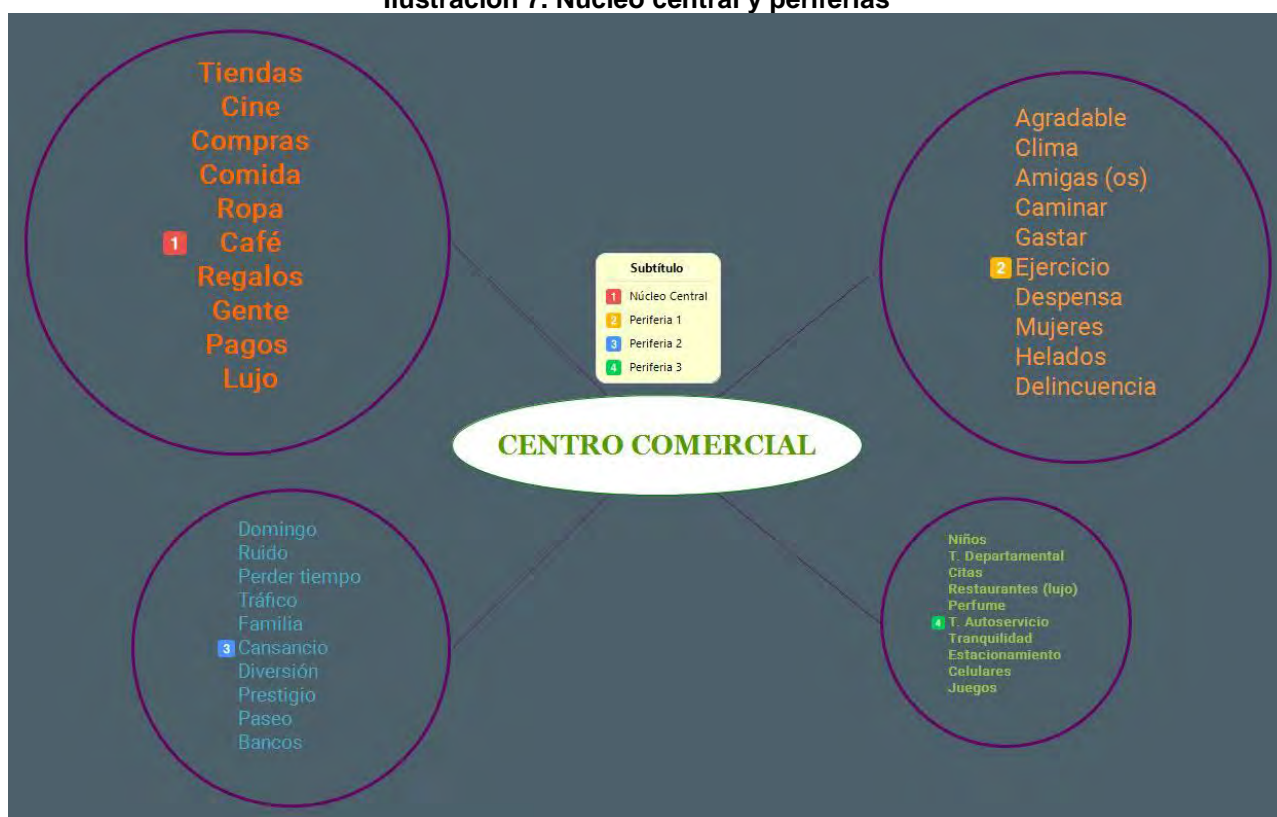 Ilustración 7. Núcleo central y periferias
Tiendas
Cine
Compras
Comida
Ropa
1 Café
Regalos
Gente
Pagos
Lujo
Agradable
Clima
Amigas (os)
Caminar
Gastar
2 Ejercicio
Despensa
Mujeres
Helados
Delincuencia
Subtítulo
1 Núcleo Central
2 Periferia 1
3 Periferia 2
4 Periferia 3
CENTRO COMERCIAL
Domingo
Ruido
Perder tiempo
Tráfico
Familia
3 Cansancio
Diversión
Prestigio
Paseo
Bancos
Niños
T. Departamental
Citas
Restaurantes (lujo)
Perfume
4 T. Autoservicio
Tranquilidad
Estacionamiento
Celulares
Juegos